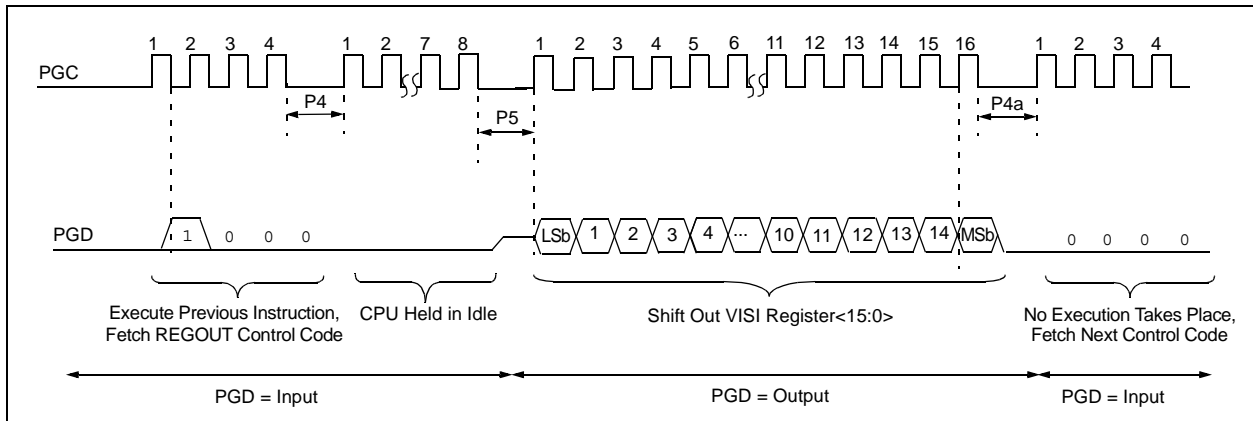 1 2 3 4 1 2 7 8 1 2 3 4 5 6 11 12 13 14 15 16 1 2 3 4
PGC
P4 P5 P4a
PGD 1 0 0 0 LSb 1 2 3 4 ... 10 11 12 13 14 MSb 0 0 0 0
Execute Previous Instruction, CPU Held in Idle Shift Out VISI Register<15:0> No Execution Takes Place,
Fetch REGOUT Control Code Fetch Next Control Code
PGD = Input PGD = Output PGD = Input